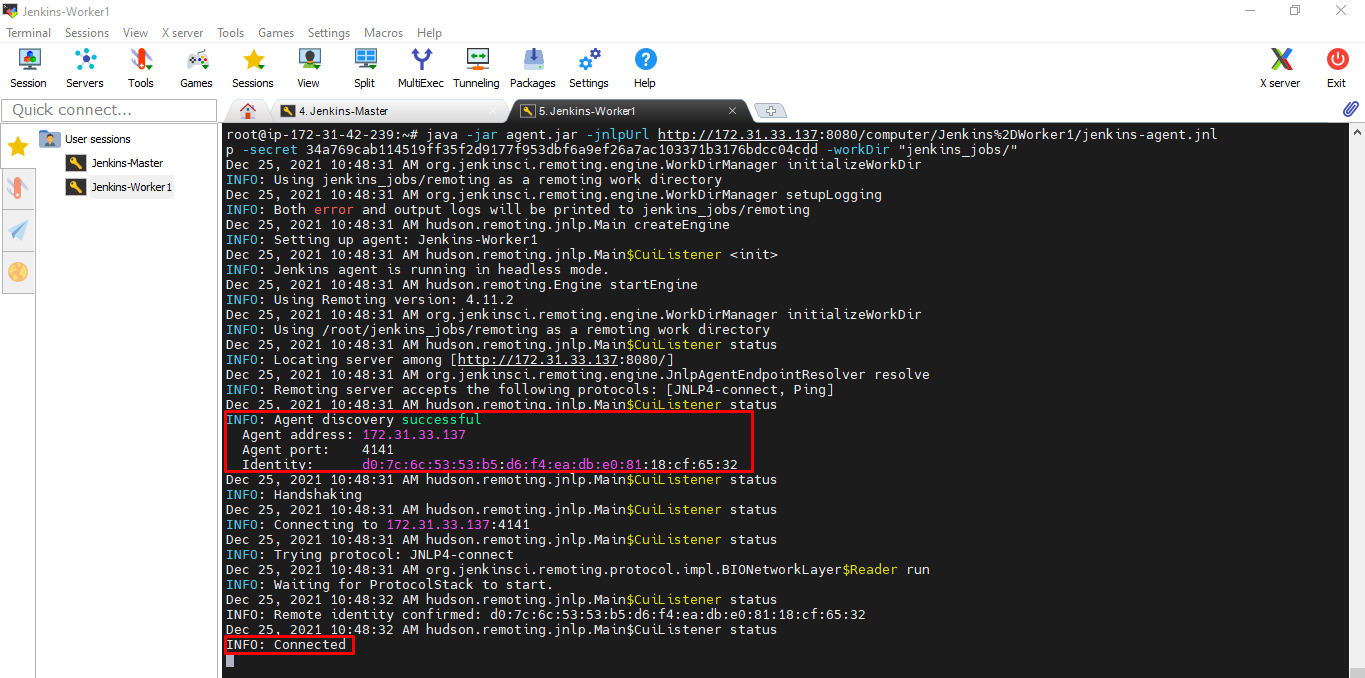 Jenkins-Worker1
Terminal Sessions View X server Tools Games Settings Macros Help
Session Servers Tools Games Sessions View Split MultiExec Tunneling Packages Settings Help X server Exit
Quick connect... 4. Jenkins-Master 5. Jenkins-Worker1
User sessions
Jenkins-Master
Jenkins-Worker1
root@ip-172-31-42-239:~# java -jar agent.jar -jnlpUrl http://172.31.33.137:8080/computer/Jenkins%2DWorker1/jenkins-agent.jnl
p -secret 34a769cab114519ff35f2d9177f953dbf6a9ef26a7ac103371b3176bdcc04cdd -workDir "jenkins_jobs/"
Dec 25, 2021 10:48:31 AM org.jenkinsci.remoting.engine.WorkDirManager initializeWorkDir
INFO: Using jenkins_jobs/remoting as a remoting work directory
Dec 25, 2021 10:48:31 AM org.jenkinsci.remoting.engine.WorkDirManager setupLogging
INFO: Both error and output logs will be printed to jenkins_jobs/remoting
Dec 25, 2021 10:48:31 AM hudson.remoting.jnlp.Main createEngine
INFO: Setting up agent: Jenkins-Worker1
Dec 25, 2021 10:48:31 AM hudson.remoting.jnlp.Main$CuiListener <init>
INFO: Jenkins agent is running in headless mode.
Dec 25, 2021 10:48:31 AM hudson.remoting.Engine startEngine
INFO: Using Remoting version: 4.11.2
Dec 25, 2021 10:48:31 AM org.jenkinsci.remoting.engine.WorkDirManager initializeWorkDir
INFO: Using /root/jenkins_jobs/remoting as a remoting work directory
Dec 25, 2021 10:48:31 AM hudson.remoting.jnlp.Main$CuiListener status
INFO: Locating server among [http://172.31.33.137:8080/]
Dec 25, 2021 10:48:31 AM org.jenkinsci.remoting.engine.JnlpAgentEndpointResolver resolve
INFO: Remoting server accepts the following protocols: [JNLP4-connect, Ping]
Dec 25, 2021 10:48:31 AM hudson.remoting.jnlp.Main$CuiListener status
INFO: Agent discovery successful
Agent address: 172.31.33.137
Agent port: 4141
Identity: d0:7c:6c:53:53:b5:d6:f4:ea:db:e0:81:18:cf:65:32
Dec 25, 2021 10:48:31 AM hudson.remoting.jnlp.Main$CuiListener status
INFO: Handshaking
Dec 25, 2021 10:48:31 AM hudson.remoting.jnlp.Main$CuiListener status
INFO: Connecting to 172.31.33.137:4141
Dec 25, 2021 10:48:31 AM hudson.remoting.jnlp.Main$CuiListener status
INFO: Trying protocol: JNLP4-connect
Dec 25, 2021 10:48:31 AM org.jenkinsci.remoting.protocol.impl.BIONetworkLayer$Reader run
INFO: Waiting for ProtocolStack to start.
Dec 25, 2021 10:48:32 AM hudson.remoting.jnlp.Main$CuiListener status
INFO: Remote identity confirmed: d0:7c:6c:53:53:b5:d6:f4:ea:db:e0:81:18:cf:65:32
Dec 25, 2021 10:48:32 AM hudson.remoting.jnlp.Main$CuiListener status
INFO: Connected